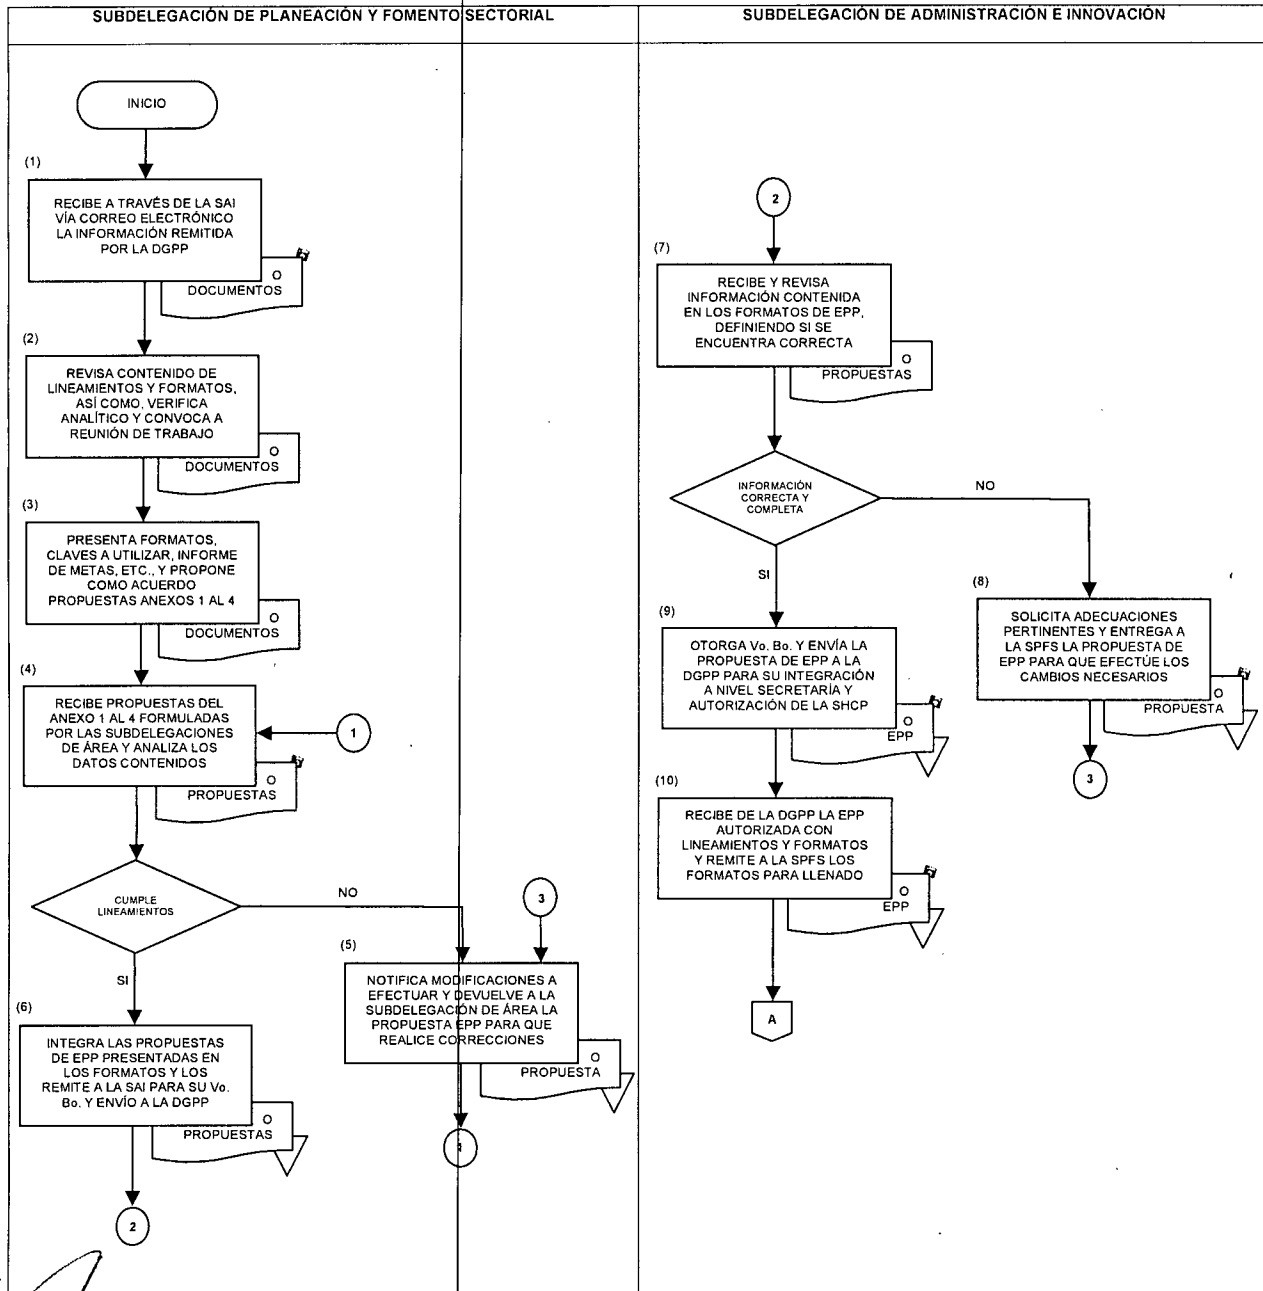 SUBDELEGACIÓN DE PLANEACIÓN Y FOMENTO SECTORIAL
SUBDELEGACIÓN DE ADMINISTRACIÓN E INNOVACIÓN
INICIO
(1)
RECIBE A TRAVÉS DE LA SAI
VÍA CORREO ELECTRÓNICO
LA INFORMACIÓN REMITIDA
POR LA DGPP
O
DOCUMENTOS
(2)
REVISA CONTENIDO DE
LINEAMIENTOS Y FORMATOS,
ASÍ COMO, VERIFICA
ANALÍTICO Y CONVOCA A
REUNIÓN DE TRABAJO
O
DOCUMENTOS
(3)
PRESENTA FORMATOS,
CLAVES A UTILIZAR, INFORME
DE METAS, ETC., Y PROPONE
COMO ACUERDO
PROPUESTAS ANEXOS 1 AL 4
O
DOCUMENTOS
(4)
RECIBE PROPUESTAS DEL
ANEXO 1 AL 4 FORMULADAS
POR LAS SUBDELEGACIONES
DE ÁREA Y ANALIZA LOS
DATOS CONTENIDOS
1
O
PROPUESTAS
CUMPLE
LINEAMIENTOS
NO
3
SI
(5)
NOTIFICA MODIFICACIONES A
EFECTUAR Y DEVUELVE A LA
SUBDELEGACIÓN DE ÁREA LA
PROPUESTA EPP PARA QUE
REALICE CORRECCIONES
O
PROPUESTA
(6)
INTEGRA LAS PROPUESTAS
DE EPP PRESENTADAS EN
LOS FORMATOS Y LOS
REMITE A LA SAI PARA SU Vo.
Bo. Y ENVÍO A LA DGPP
O
PROPUESTAS
2
2
(7)
RECIBE Y REVISA
INFORMACIÓN CONTENIDA
EN LOS FORMATOS DE EPP,
DEFINIENDO SI SE
ENCUENTRA CORRECTA
O
PROPUESTAS
INFORMACIÓN
CORRECTA Y
COMPLETA
NO
SI
(8)
SOLICITA ADECUACIONES
PERTINENTES Y ENTREGA A
LA SPFS LA PROPUESTA DE
EPP PARA QUE EFECTÚE LOS
CAMBIOS NECESARIOS
O
PROPUESTA
3
(9)
OTORGA Vo. Bo. Y ENVÍA LA
PROPUESTA DE EPP A LA
DGPP PARA SU INTEGRACIÓN
A NIVEL SECRETARÍA Y
AUTORIZACIÓN DE LA SHCP
O
EPP
(10)
RECIBE DE LA DGPP LA EPP
AUTORIZADA CON
LINEAMIENTOS Y FORMATOS
Y REMITE A LA SPFS LOS
FORMATOS PARA LLENADO
O
EPP
A